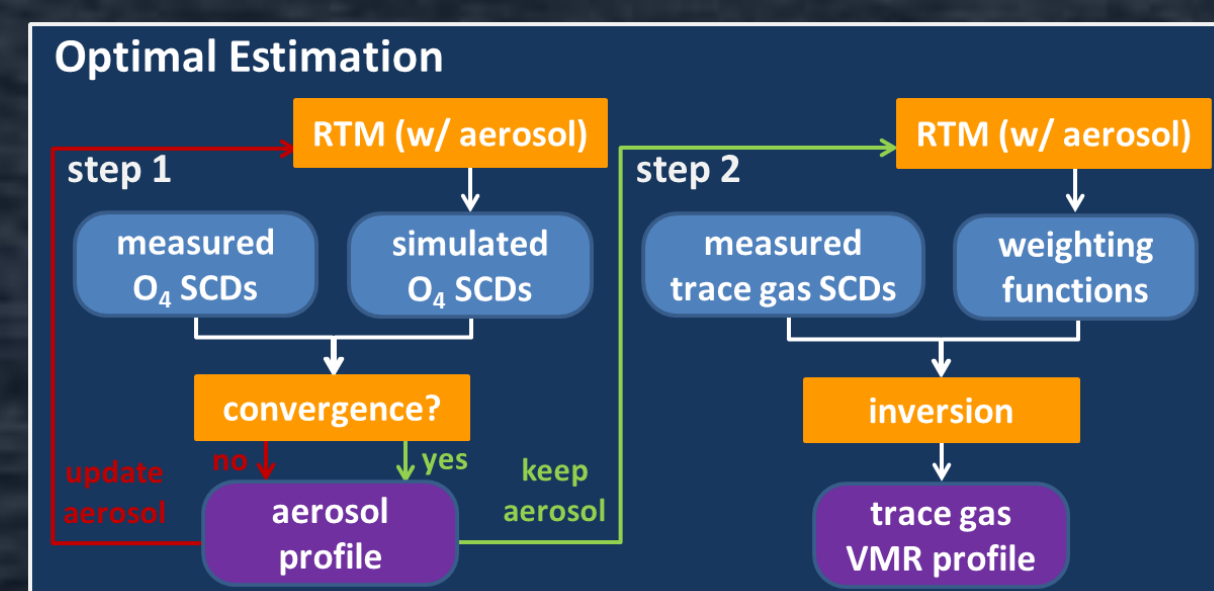 Optimal Estimation
step 1
RTM (w/ aerosol)
measured
O₄ SCDs
simulated
O₄ SCDs
convergence?
no
yes
update
aerosol
aerosol
profile
keep
aerosol
step 2
RTM (w/ aerosol)
measured
trace gas SCDs
weighting
functions
inversion
trace gas
VMR profile